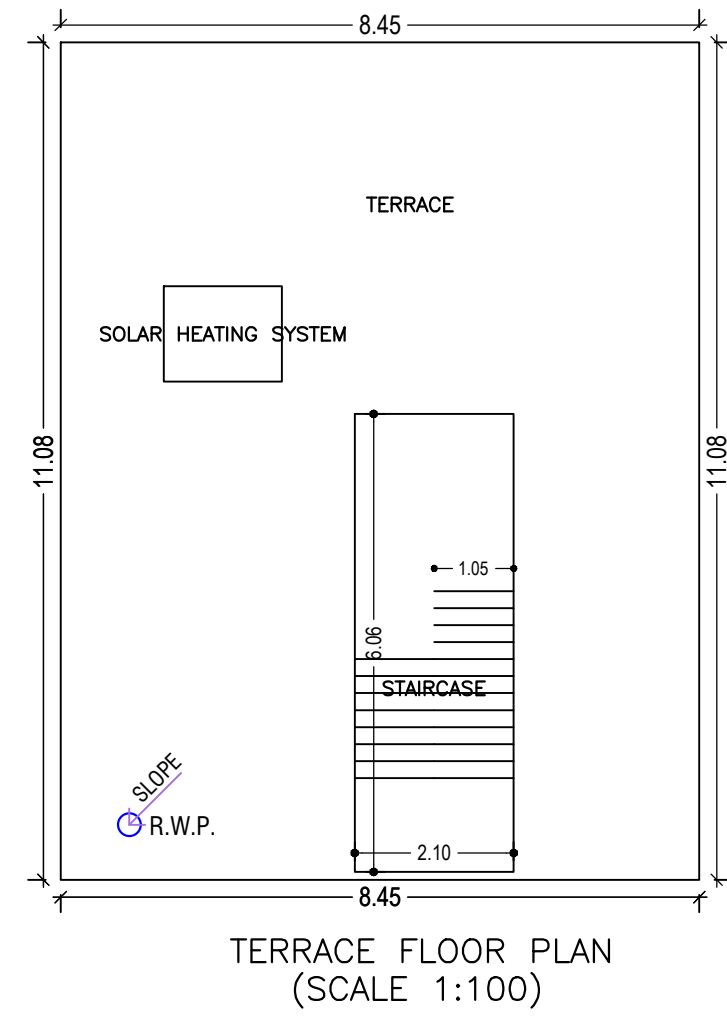 8.45
TERRACE
SOLAR HEATING SYSTEM
11.08
11.08
1.05
6.06
STAIRCASE
SLOPE
R.W.P.
2.10
8.45
TERRACE FLOOR PLAN
(SCALE 1:100)